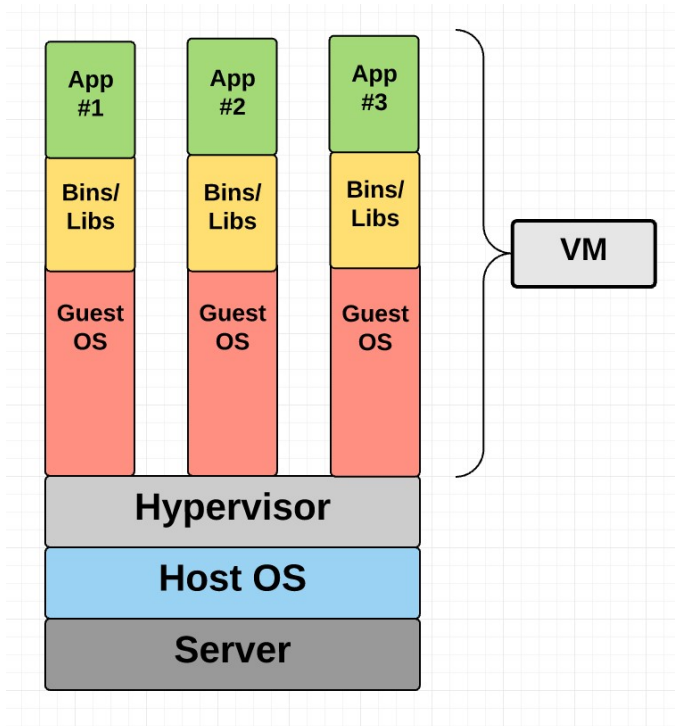 App
#1
App
#2
App
#3
Bins/
Libs
Bins/
Libs
Bins/
Libs
VM
Guest
OS
Guest
OS
Guest
OS
Hypervisor
Host OS
Server